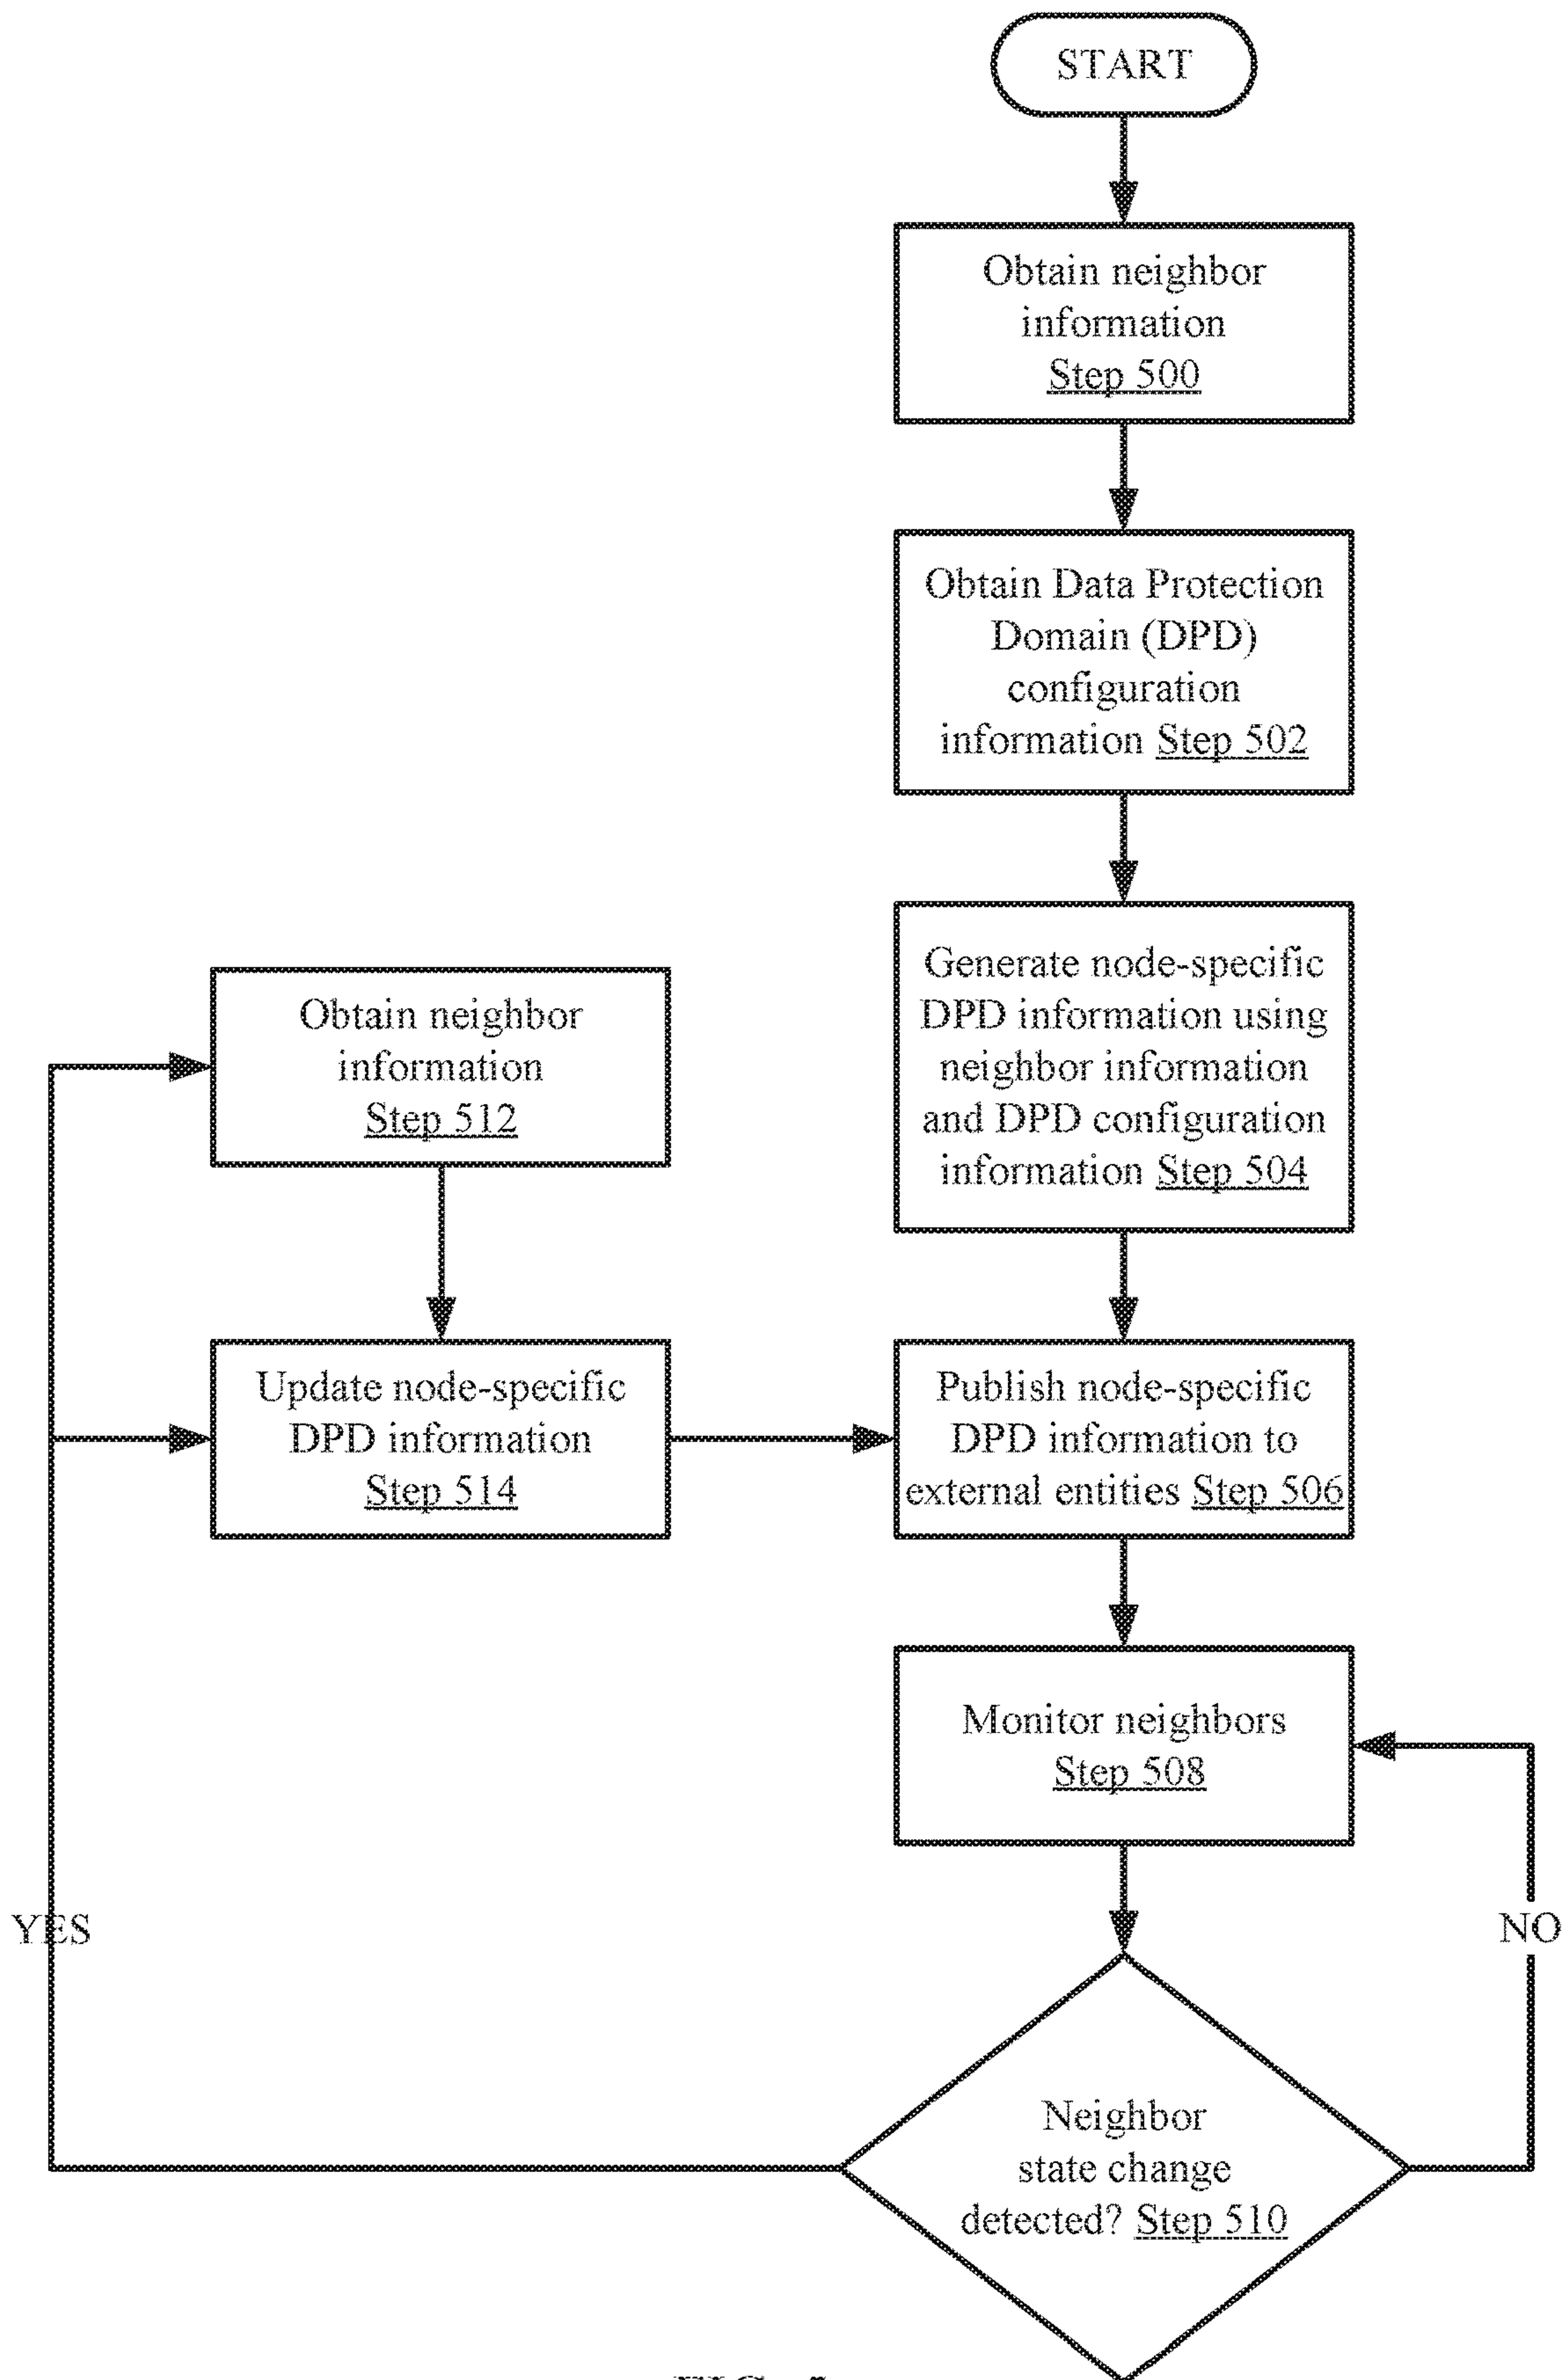 START
Obtain neighbor
information
Step 500
Obtain Data Protection
Domain (DPD)
configuration
information Step 502
Generate node-specific
DPD information using
neighbor information
and DPD configuration
information Step 504
Obtain neighbor
information
Step 512
Update node-specific
DPD information
Step 514
Publish node-specific
DPD information to
external entities Step 506
Monitor neighbors
Step 508
YES
NO
Neighbor
state change
detected? Step 510